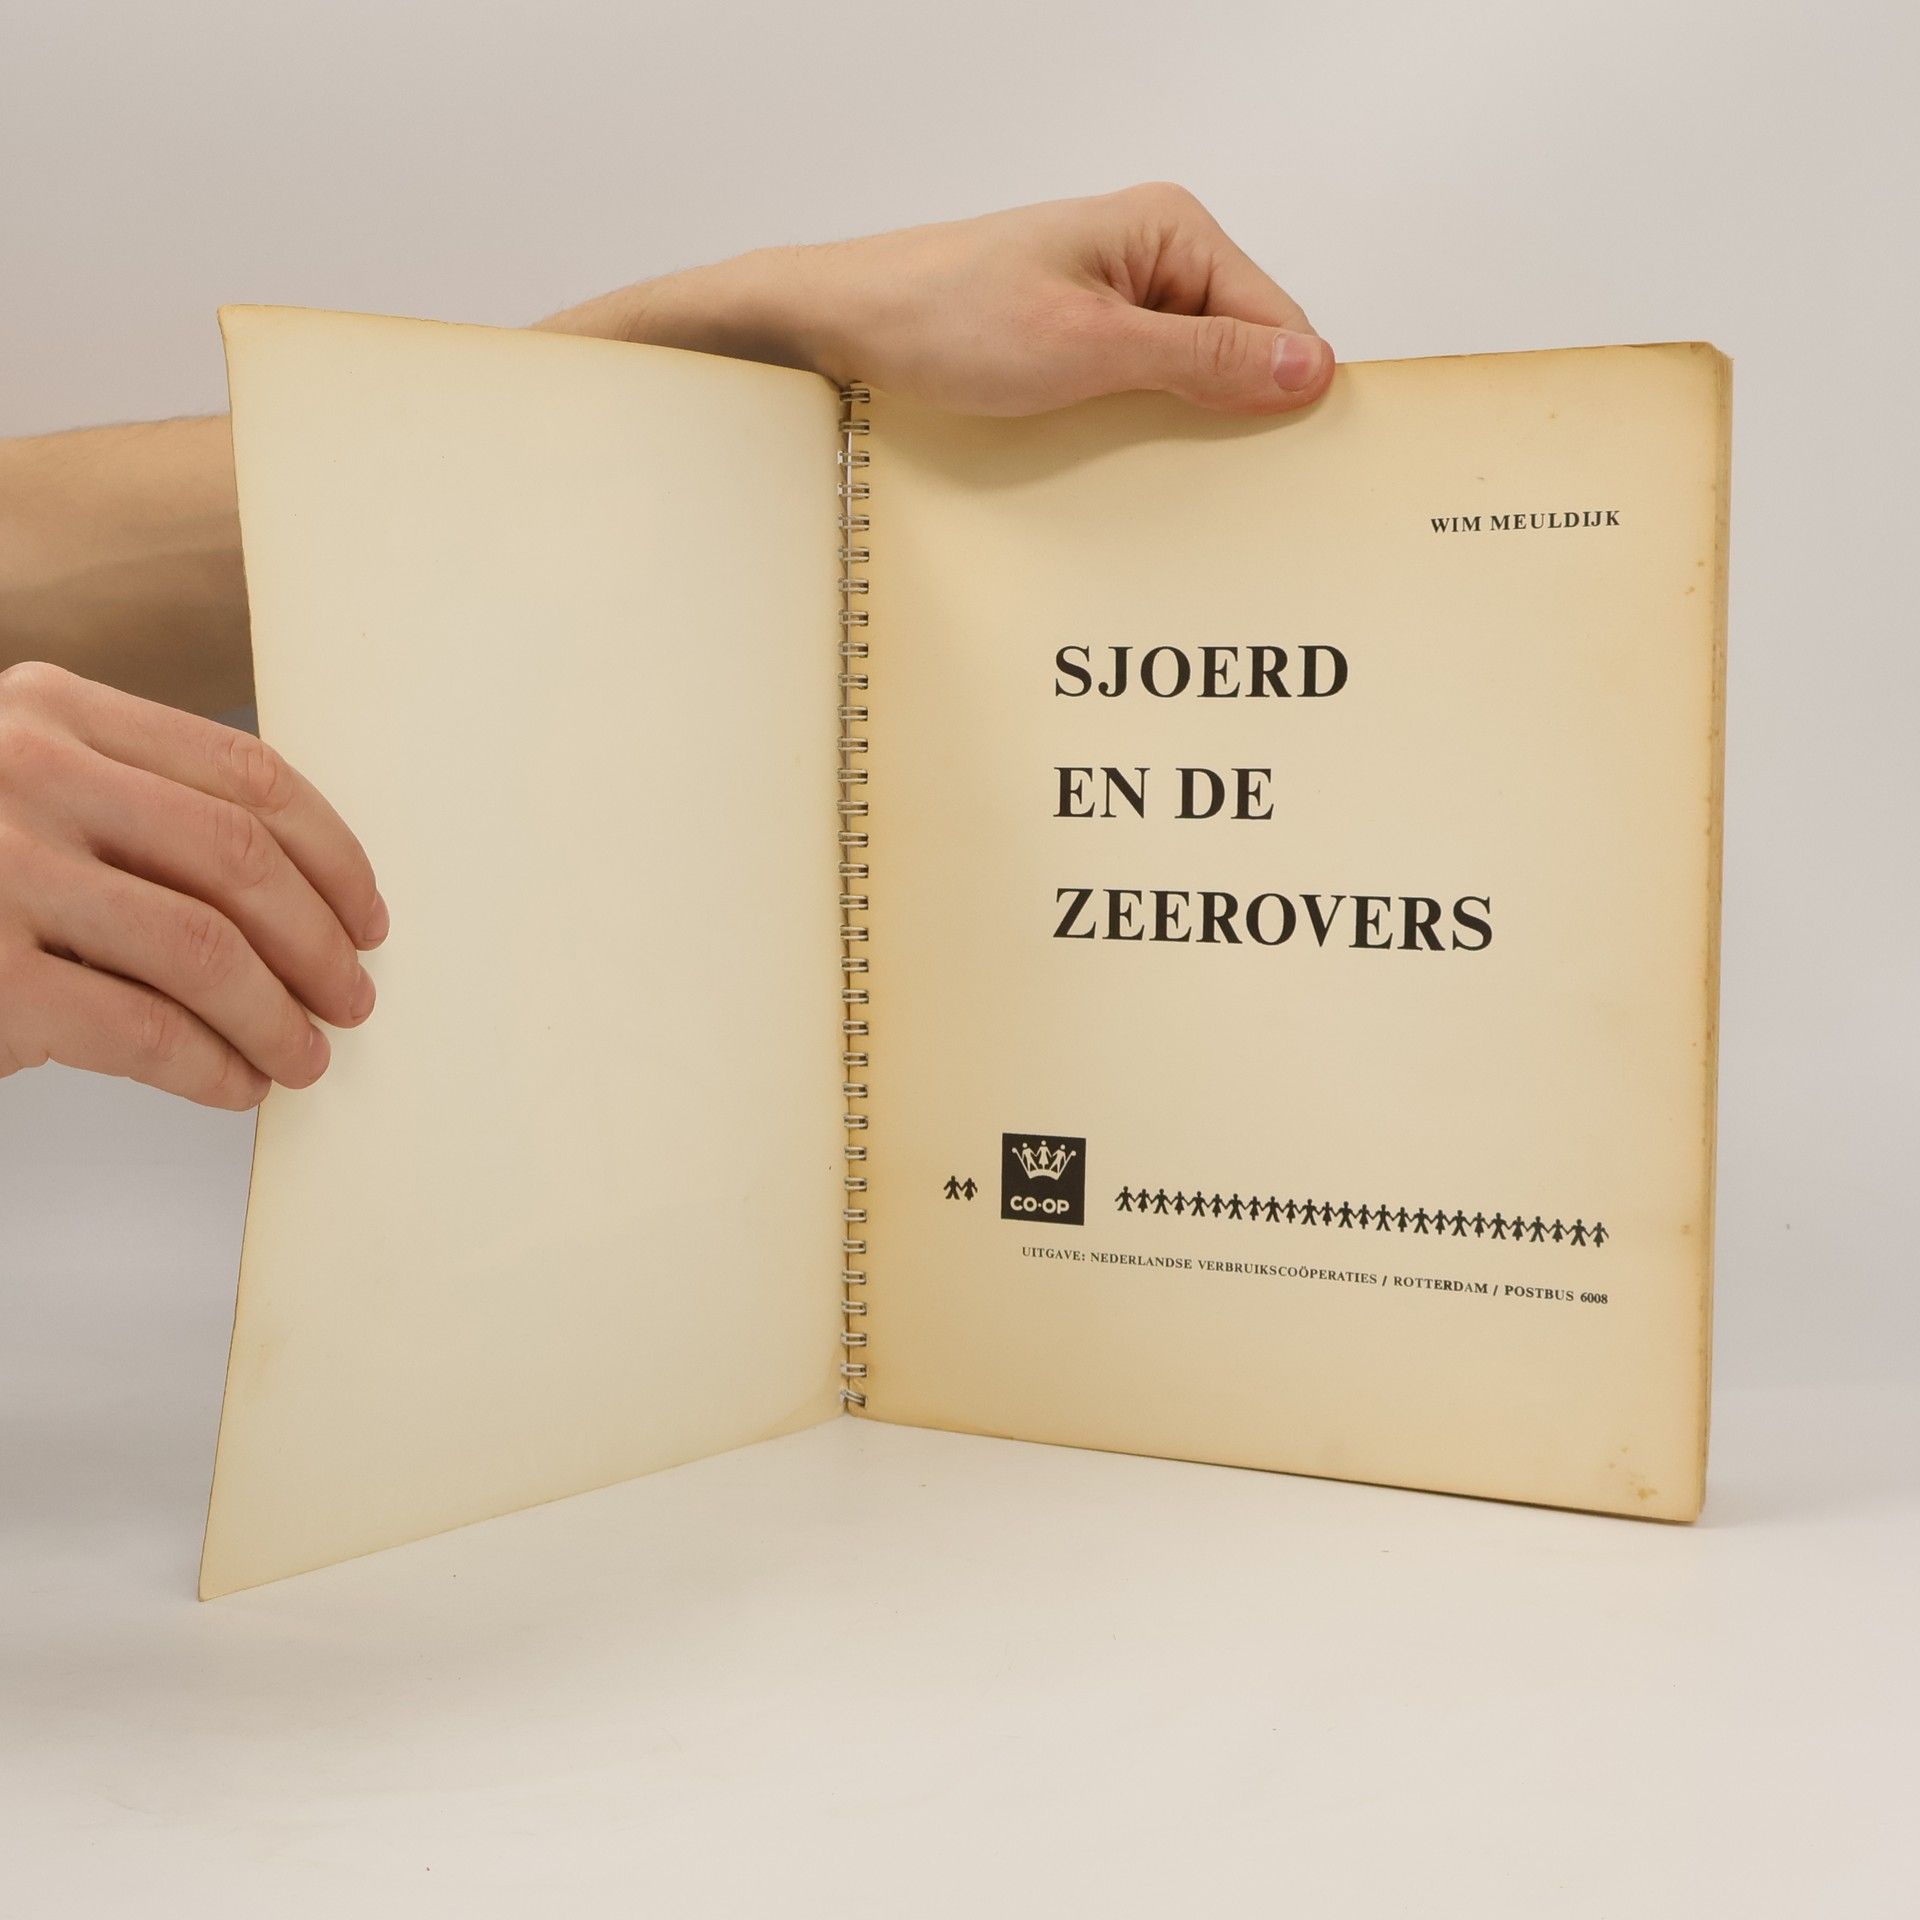 WIM MEULDIJK
SJOERD
EN DE
ZEEROVERS
CO·OP
UITGAVE: NEDERLANDSE VERBRUIKSCOÖPERATIES / ROTTERDAM / POSTBUS 6008